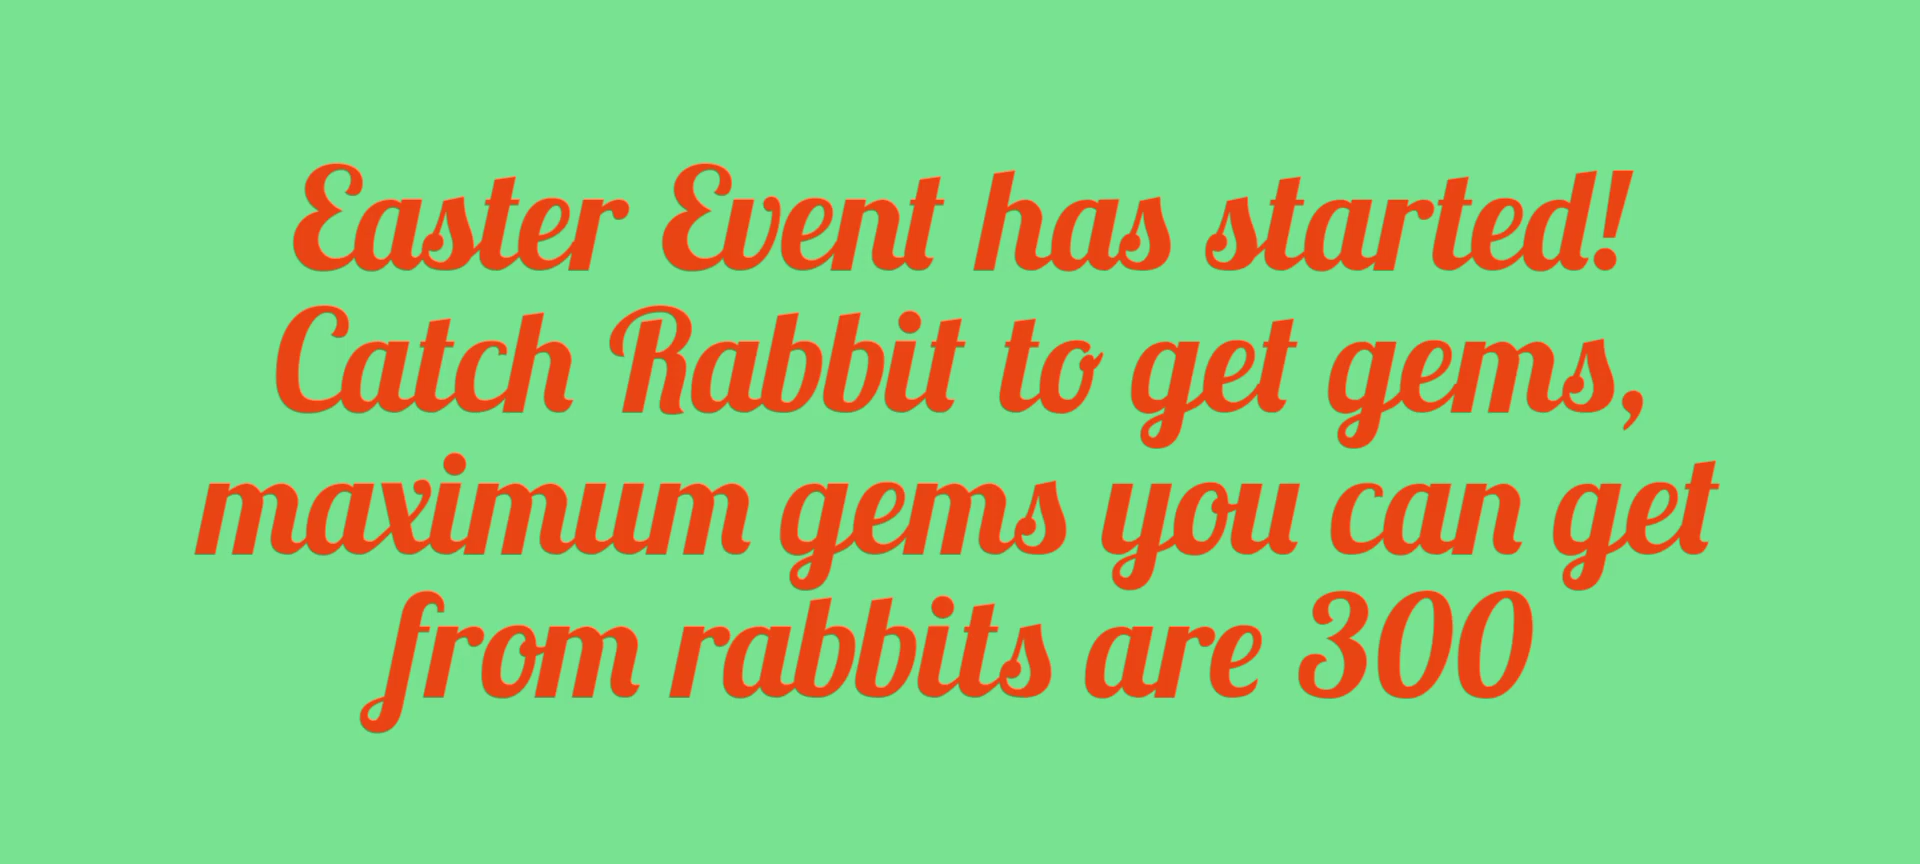 Easter Event has started!
Catch Rabbit to get gems,
maximum gems you can get
from rabbits are 300